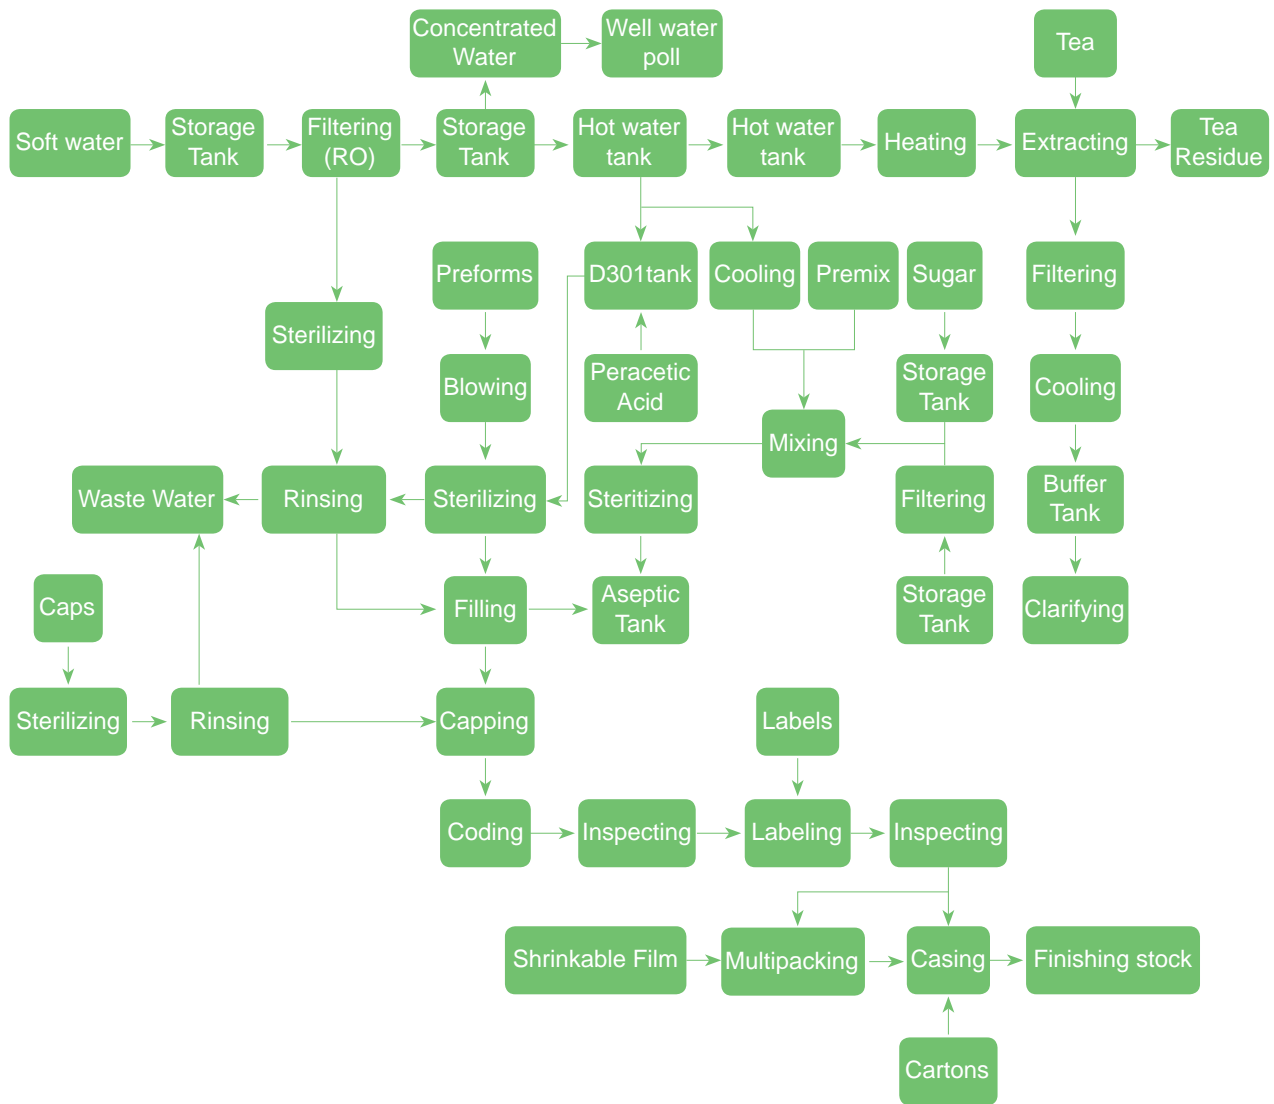 Concentrated
Water
Well water
poll
Tea
Soft water
Storage
Tank
Filtering
(RO)
Storage
Tank
Hot water
tank
Hot water
tank
Heating
Extracting
Tea
Residue
Preforms
D301tank
Cooling
Premix
Sugar
Filtering
Sterilizing
Blowing
Peracetic
Acid
Storage
Tank
Cooling
Mixing
Waste Water
Rinsing
Sterilizing
Steritizing
Filtering
Buffer
Tank
Caps
Filling
Aseptic
Tank
Storage
Tank
Clarifying
Sterilizing
Rinsing
Capping
Labels
Coding
Inspecting
Labeling
Inspecting
Shrinkable Film
Multipacking
Casing
Finishing stock
Cartons